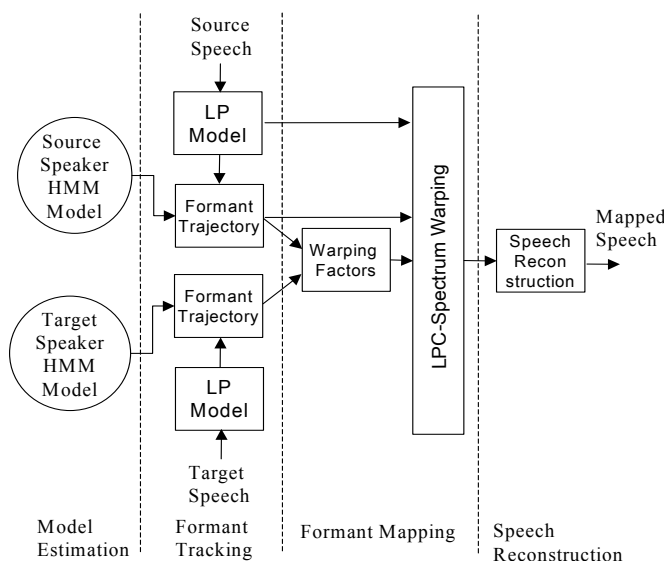 Source
Speech
LP
Model
Source
Speaker
HMM
Model
Formant
Trajectory
Warping
Factors
LPC-Spectrum Warping
Mapped
Speech
Speech
Recon
struction
Formant
Trajectory
Target
Speaker
HMM
Model
LP
Model
Target
Speech
Model
Estimation
Formant
Tracking
Formant Mapping
Speech
Reconstruction